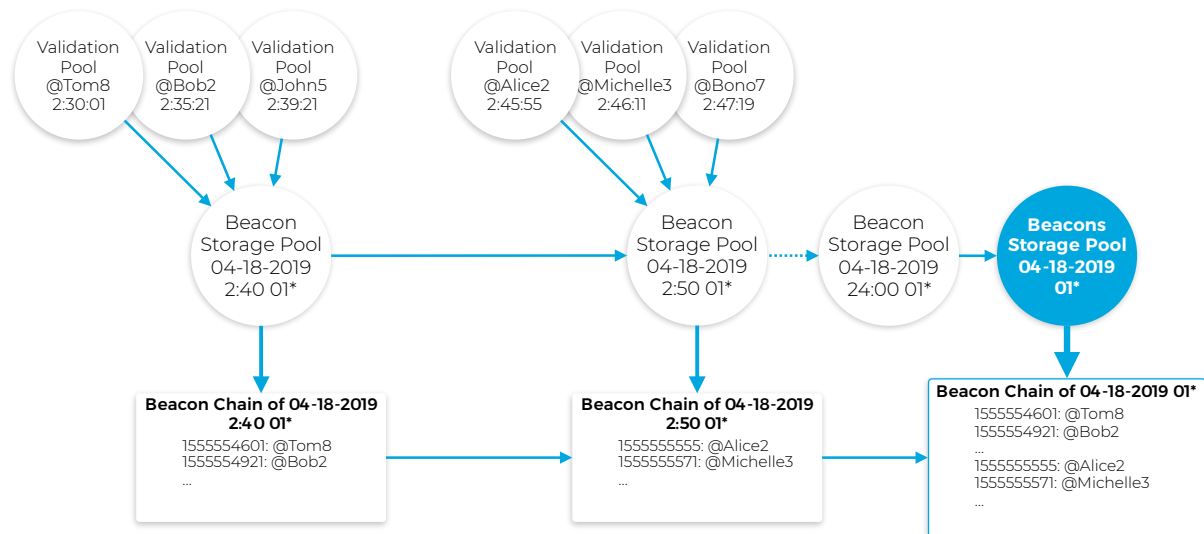 Validation
Pool
@Tom8
2:30:01
Validation
Pool
@Bob2
2:35:21
Validation
Pool
@John5
2:39:21
Validation
Pool
@Alice2
2:45:55
Validation
Pool
@Michelle3
2:46:11
Validation
Pool
@Bono7
2:47:19
Beacon
Storage Pool
04-18-2019
2:40 01*
Beacon
Storage Pool
04-18-2019
2:50 01*
Beacon
Storage Pool
04-18-2019
24:00 01*
Beacons
Storage Pool
04-18-2019
01*
Beacon Chain of 04-18-2019
2:40 01*
1555554601: @Tom8
1555554921: @Bob2
...
Beacon Chain of 04-18-2019
2:50 01*
1555555555: @Alice2
1555555571: @Michelle3
...
Beacon Chain of 04-18-2019 01*
1555554601: @Tom8
1555554921: @Bob2
...
1555555555: @Alice2
1555555571: @Michelle3
...